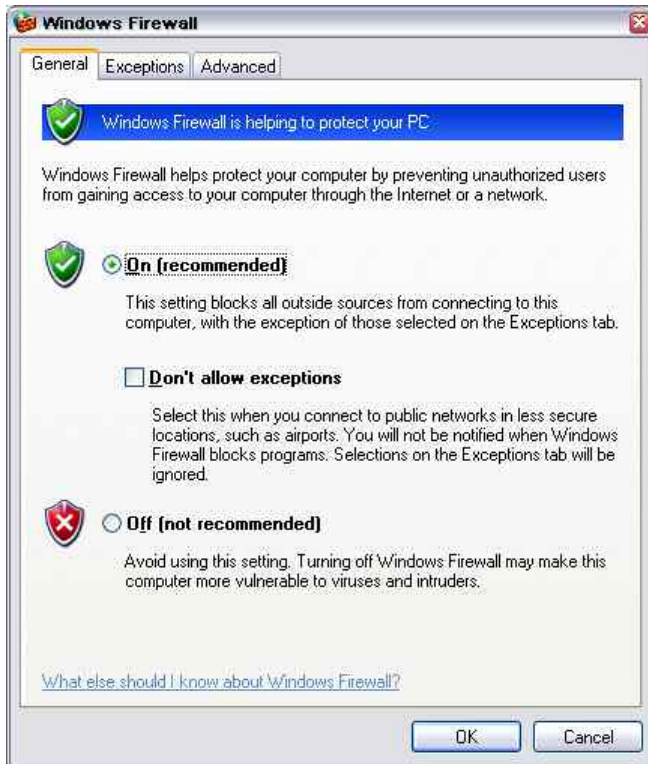 Windows Firewall
General Exceptions Advanced
Windows Firewall is helping to protect your PC
Windows Firewall helps protect your computer by preventing unauthorized users
from gaining access to your computer through the Internet or a network.
On (recommended)
This setting blocks all outside sources from connecting to this
computer, with the exception of those selected on the Exceptions tab.
Don't allow exceptions
Select this when you connect to public networks in less secure
locations, such as airports. You will not be notified when Windows
Firewall blocks programs. Selections on the Exceptions tab will be
ignored.
Off (not recommended)
Avoid using this setting. Turning off Windows Firewall may make this
computer more vulnerable to viruses and intruders.
What else should I know about Windows Firewall?
OK Cancel